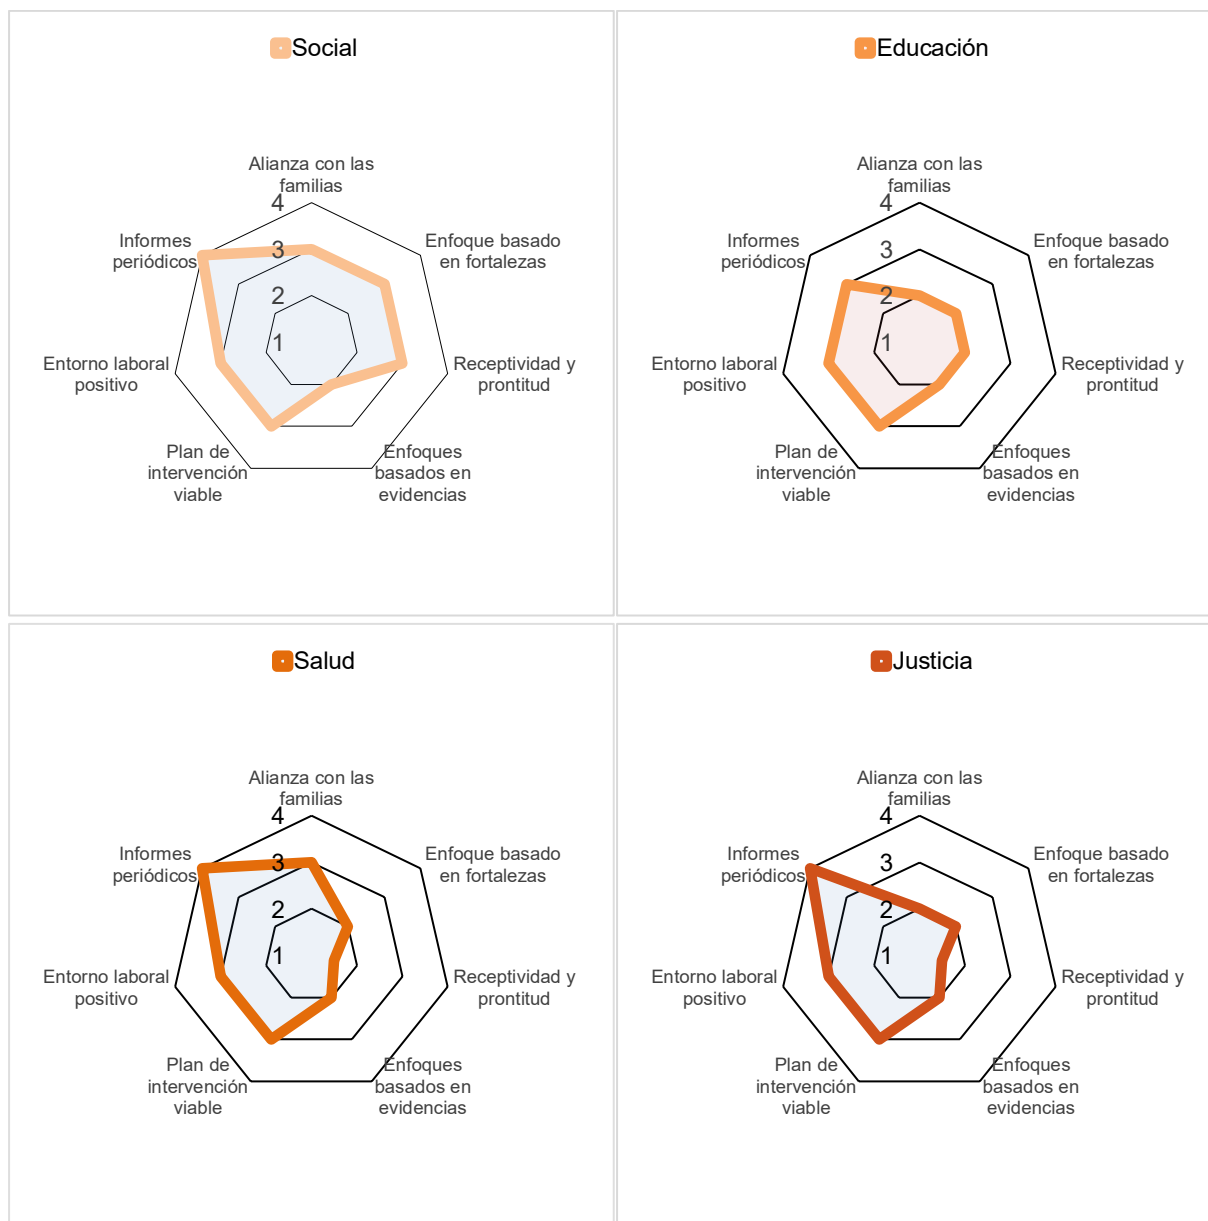 Social
Alianza con las
familias
4
Informes
periódicos
Enfoque basado
en fortalezas
3
2
1
Entorno laboral
positivo
Receptividad y
prontitud
Plan de
intervención
viable
Enfoques
basados en
evidencias
Educación
Alianza con las
familias
4
Informes
periódicos
Enfoque basado
en fortalezas
3
2
1
Entorno laboral
positivo
Receptividad y
prontitud
Plan de
intervención
viable
Enfoques
basados en
evidencias
Salud
Alianza con las
familias
4
Informes
periódicos
Enfoque basado
en fortalezas
3
2
1
Entorno laboral
positivo
Receptividad y
prontitud
Plan de
intervención
viable
Enfoques
basados en
evidencias
Justicia
Alianza con las
familias
4
Informes
periódicos
Enfoque basado
en fortalezas
3
2
1
Entorno laboral
positivo
Receptividad y
prontitud
Plan de
intervención
viable
Enfoques
basados en
evidencias